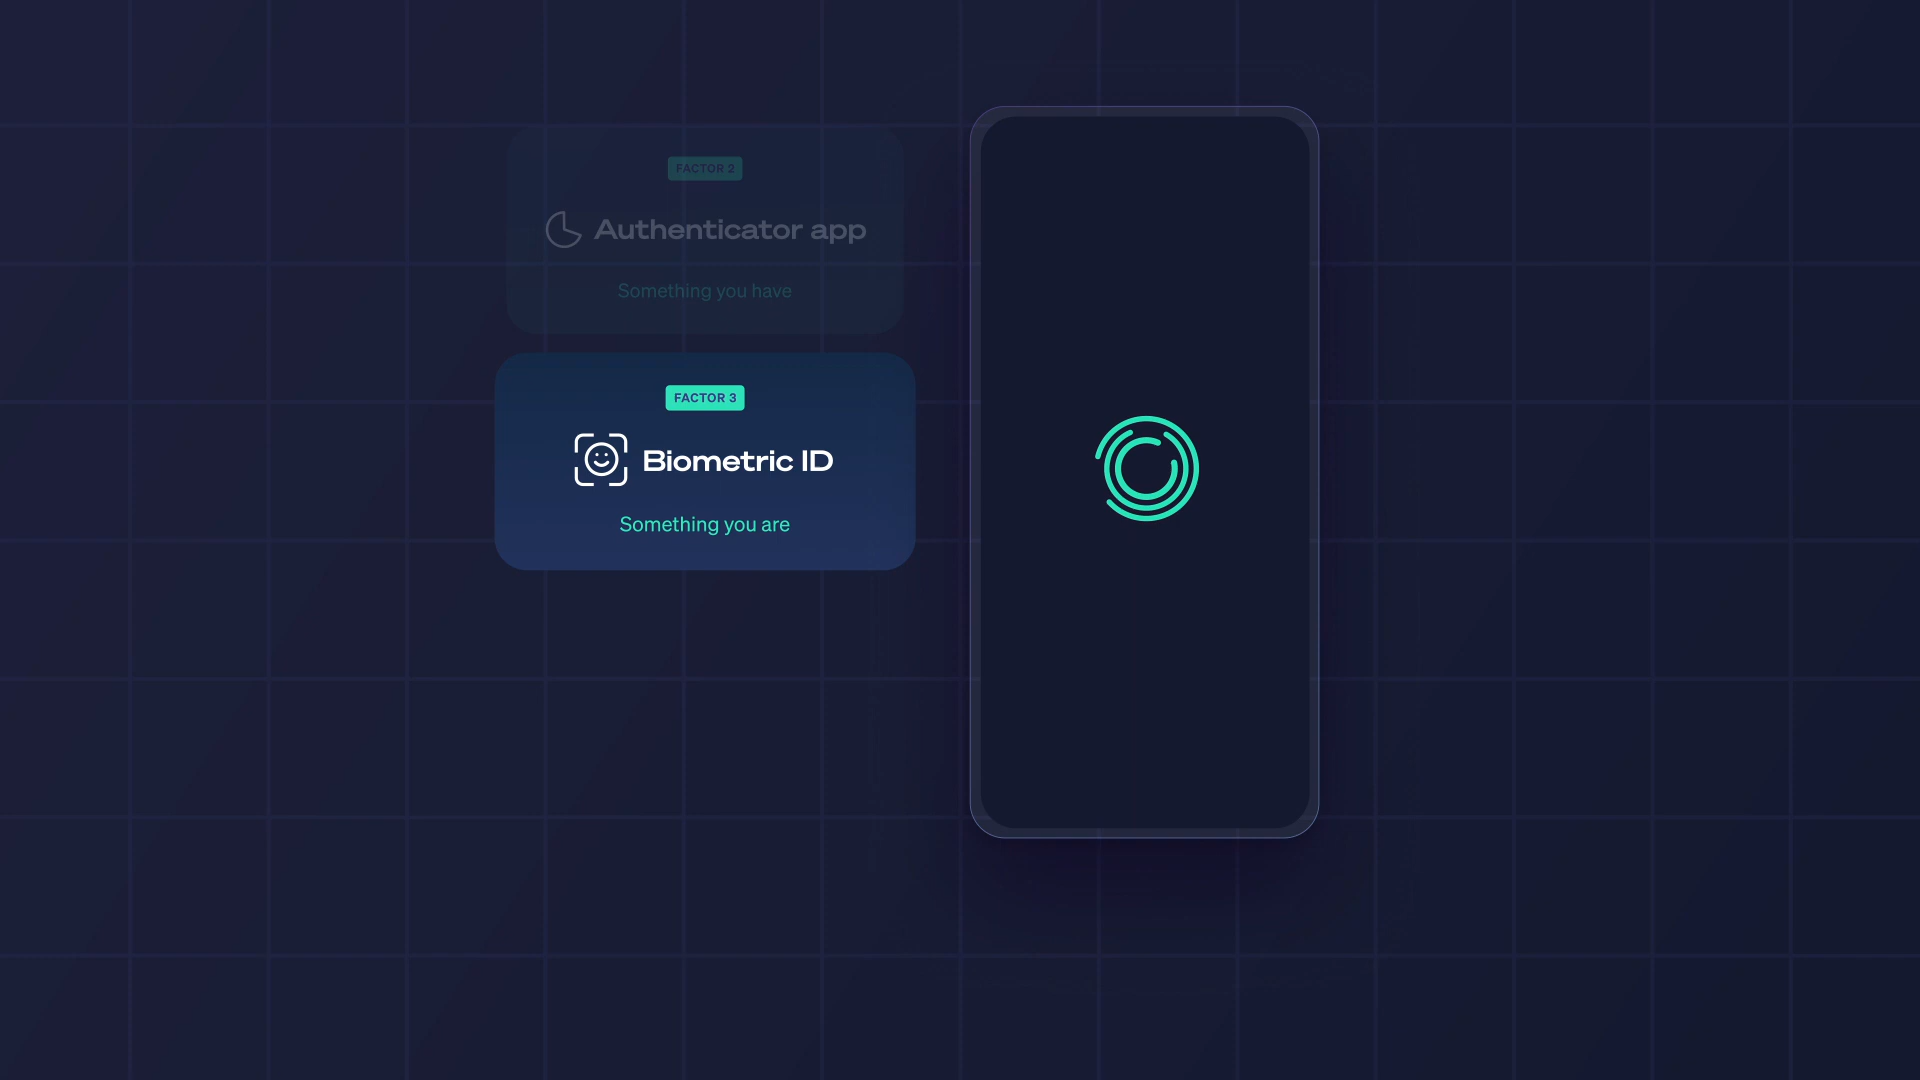 FACTOR 2
Authenticator app
Something you have
FACTOR 3
Biometric ID
Something you are